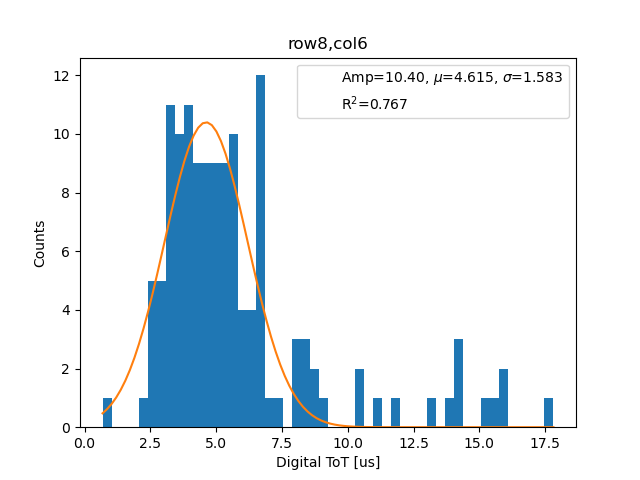 row8,col6
Amp=10.40, μ=4.615, σ=1.583
R²=0.767
12
10
8
6
4
2
0
Counts
0.0 2.5 5.0 7.5 10.0 12.5 15.0 17.5
Digital ToT [us]